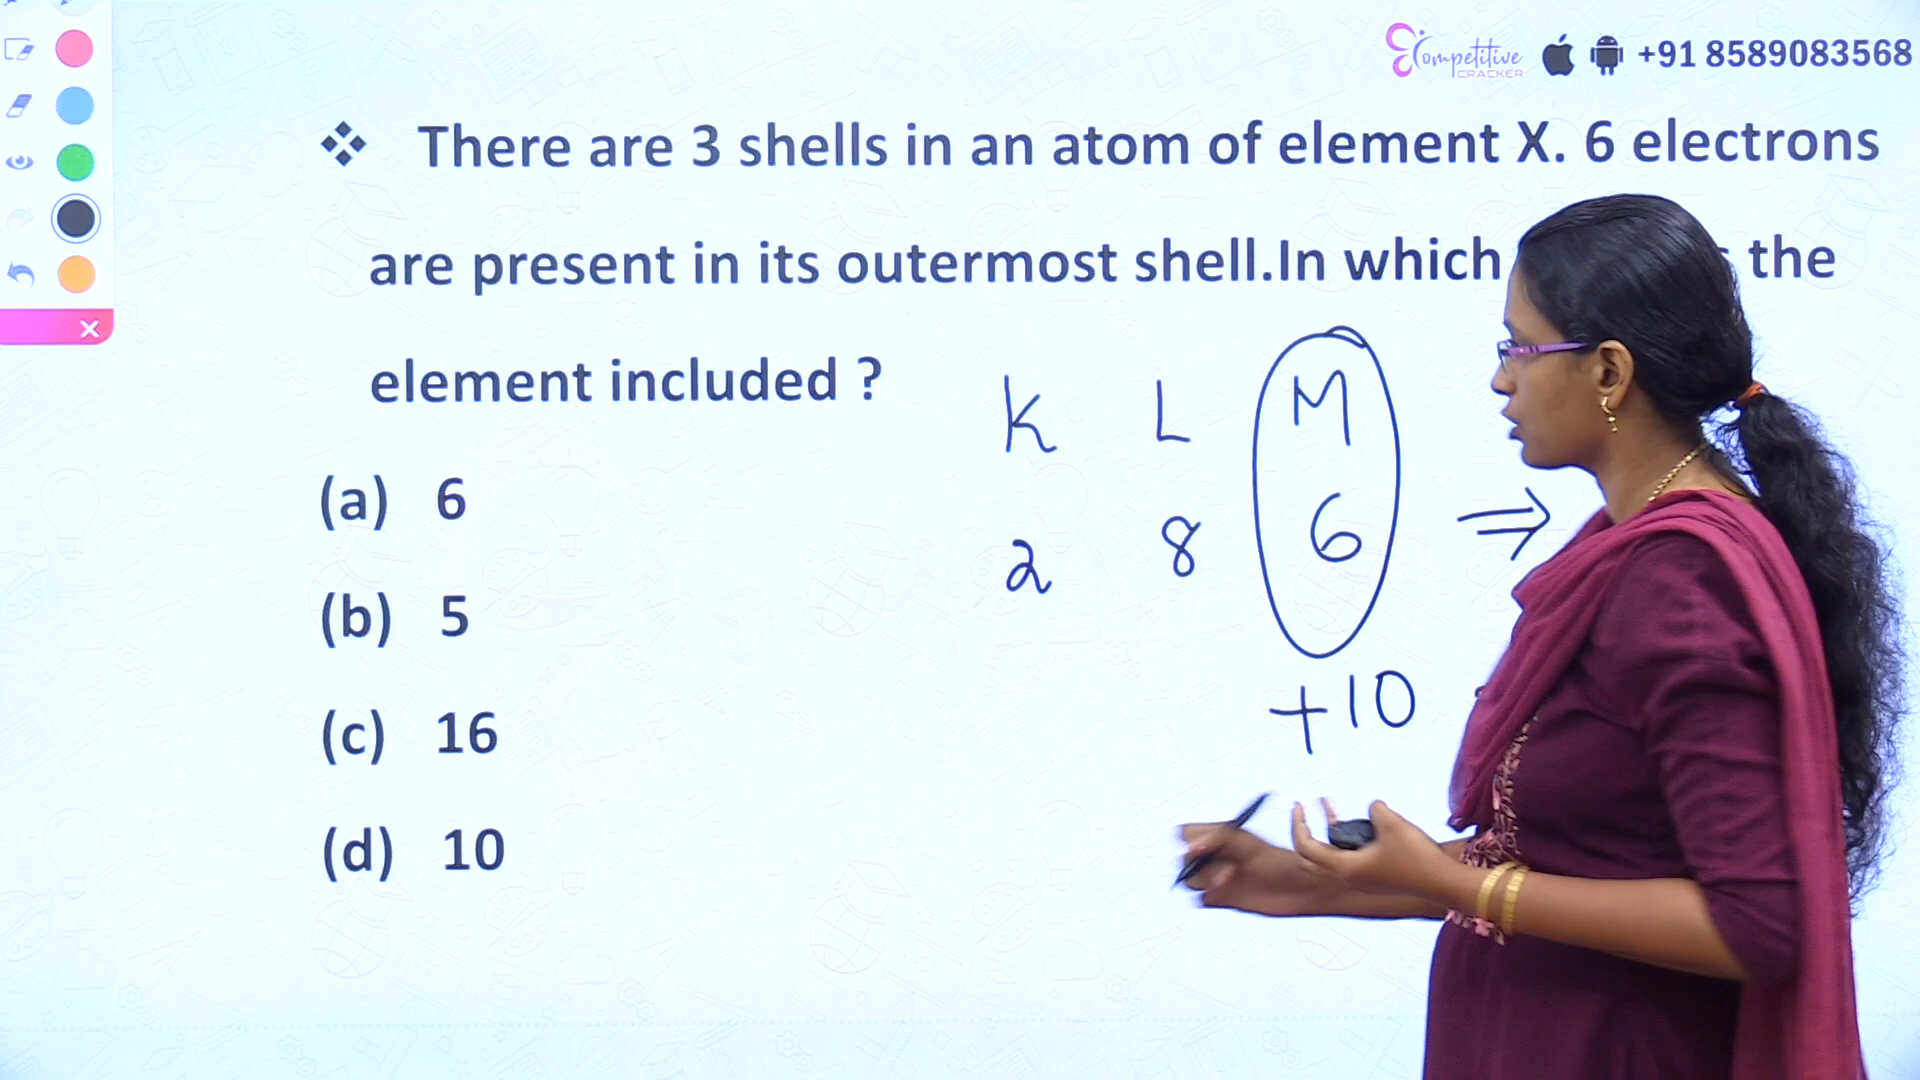 Competitive CRACKER +91 8589083568
❖ There are 3 shells in an atom of element X. 6 electrons
are present in its outermost shell.In which the
element included ?
K L M
(a) 6
2 8 6 ⇒
(b) 5
+10
(c) 16
(d) 10